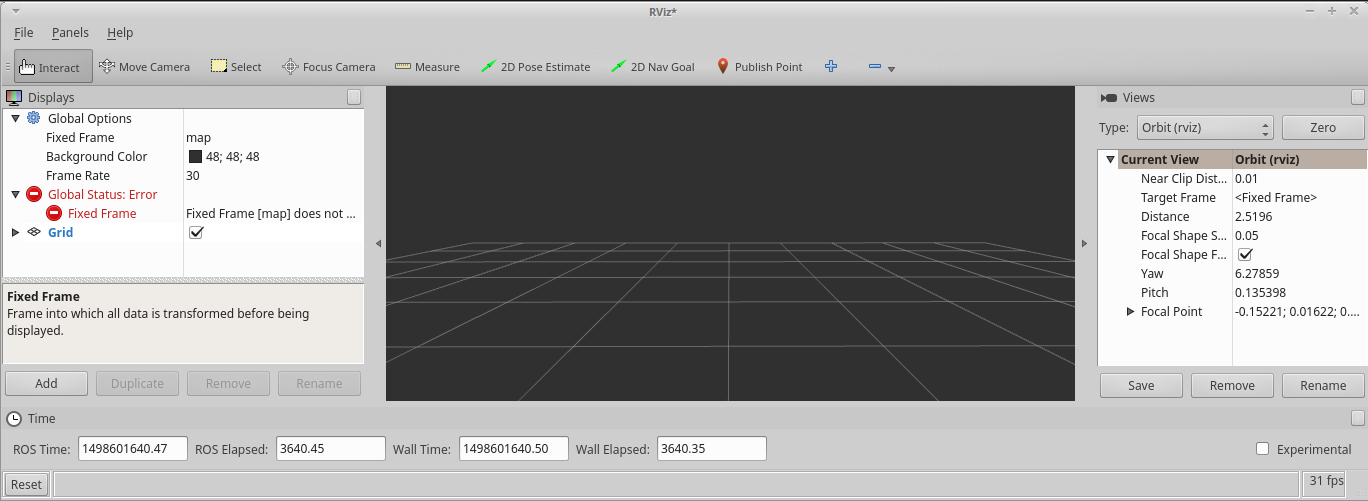 RViz*
File Panels Help
Interact Move Camera Select Focus Camera Measure 2D Pose Estimate 2D Nav Goal Publish Point
Displays
Global Options
Fixed Frame map
Background Color 48; 48; 48
Frame Rate 30
Global Status: Error
Fixed Frame Fixed Frame [map] does not ...
Grid
Fixed Frame
Frame into which all data is transformed before being
displayed.
Add Duplicate Remove Rename
Views
Type: Orbit (rviz) Zero
Current View Orbit (rviz)
Near Clip Dist... 0.01
Target Frame <Fixed Frame>
Distance 2.5196
Focal Shape S... 0.05
Focal Shape F...
Yaw 6.27859
Pitch 0.135398
Focal Point -0.15221; 0.01622; 0....
Save Remove Rename
Time
ROS Time: 1498601640.47 ROS Elapsed: 3640.45 Wall Time: 1498601640.50 Wall Elapsed: 3640.35 Experimental
Reset 31 fps